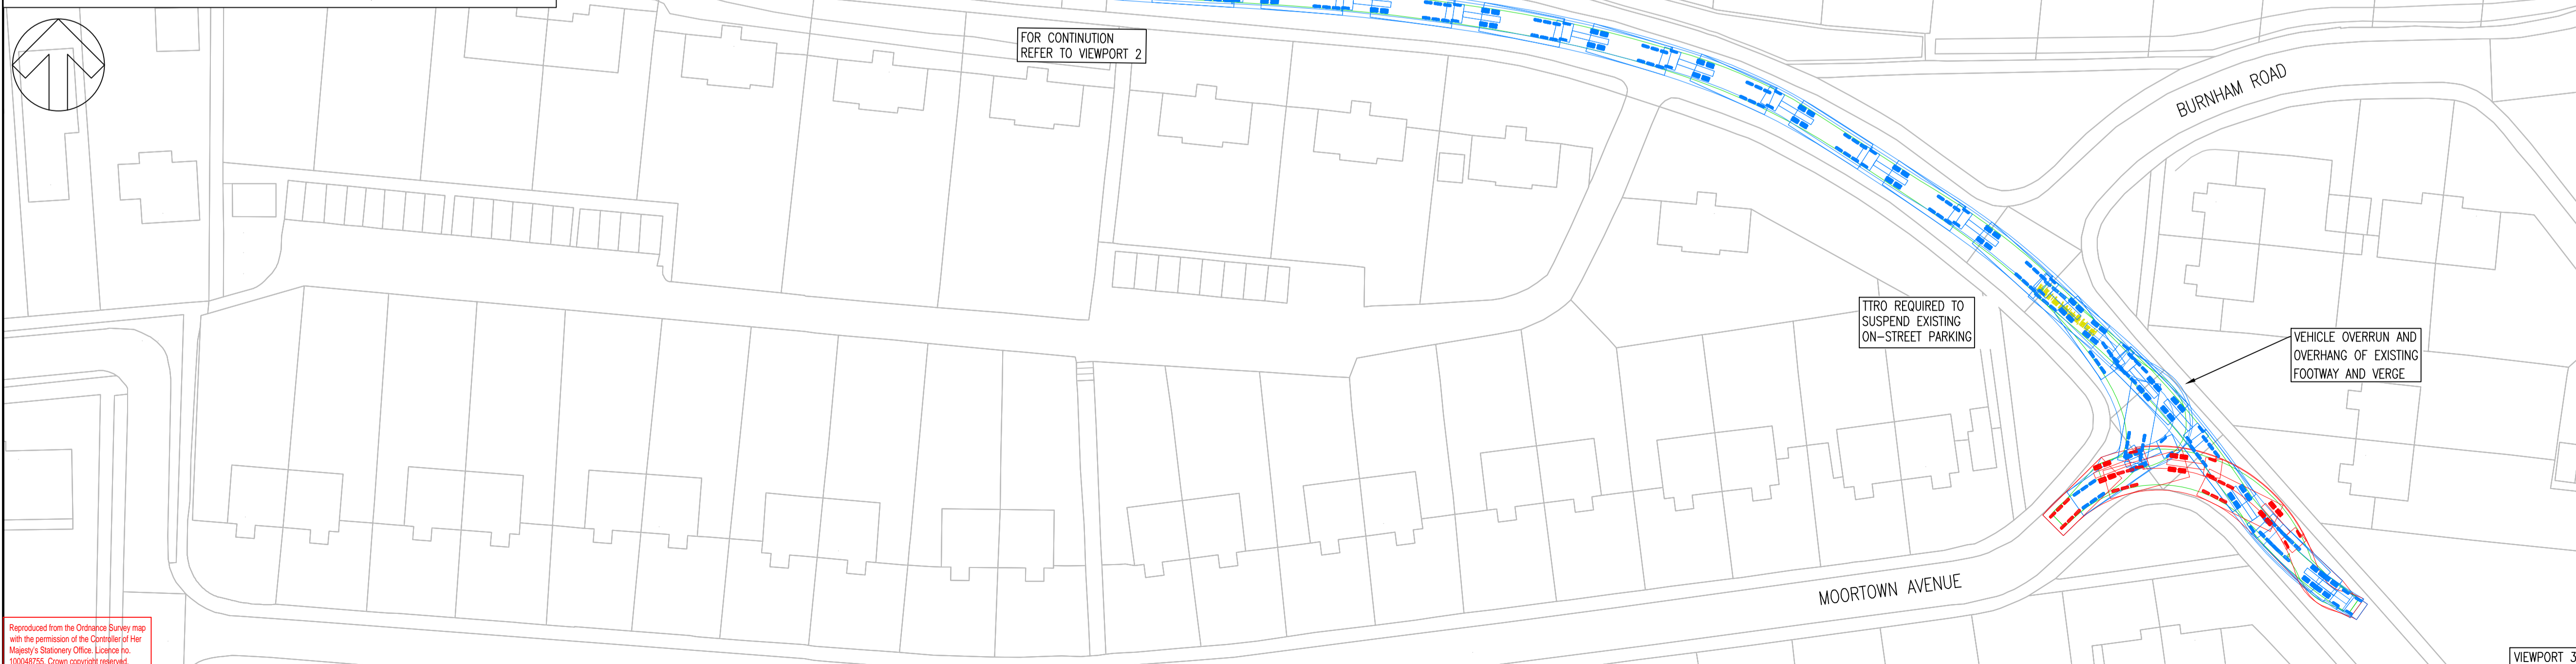 FOR CONTINUTION
REFER TO VIEWPORT 2
BURNHAM ROAD
TTRO REQUIRED TO
SUSPEND EXISTING
ON-STREET PARKING
VEHICLE OVERRUN AND
OVERHANG OF EXISTING
FOOTWAY AND VERGE
MOORTOWN AVENUE
Reproduced from the Ordnance Survey map
with the permission of the Controller of Her
Majesty's Stationery Office. Licence no.
100048755. Crown copyright reserved.
VIEWPORT 3